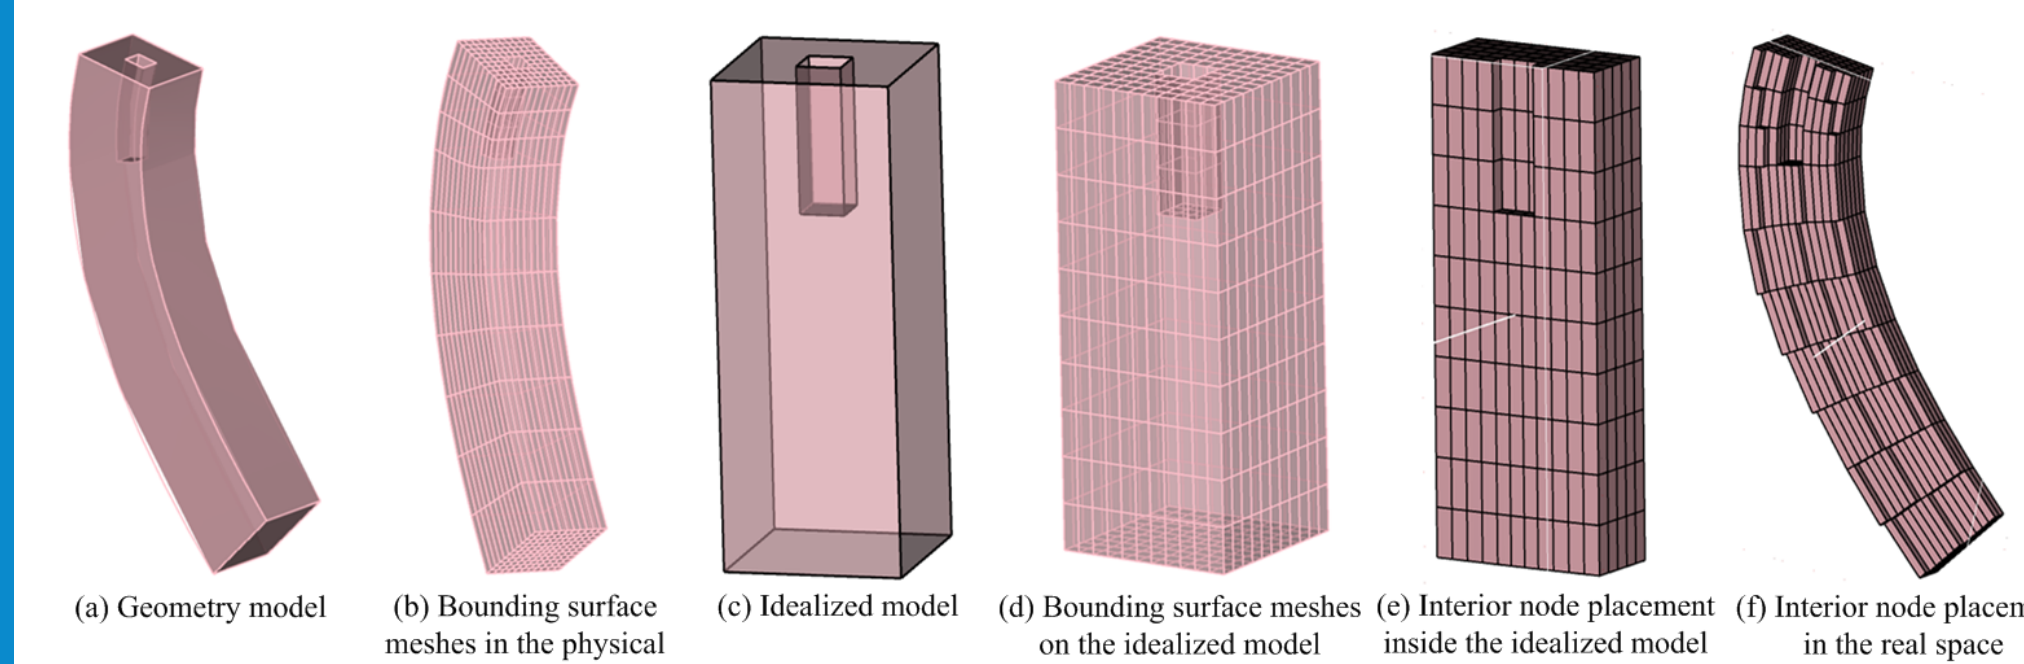 (a) Geometry model
(b) Bounding surface
meshes in the physical
(c) Idealized model
(d) Bounding surface meshes
on the idealized model
(e) Interior node placement
inside the idealized model
(f) Interior node placen
in the real space